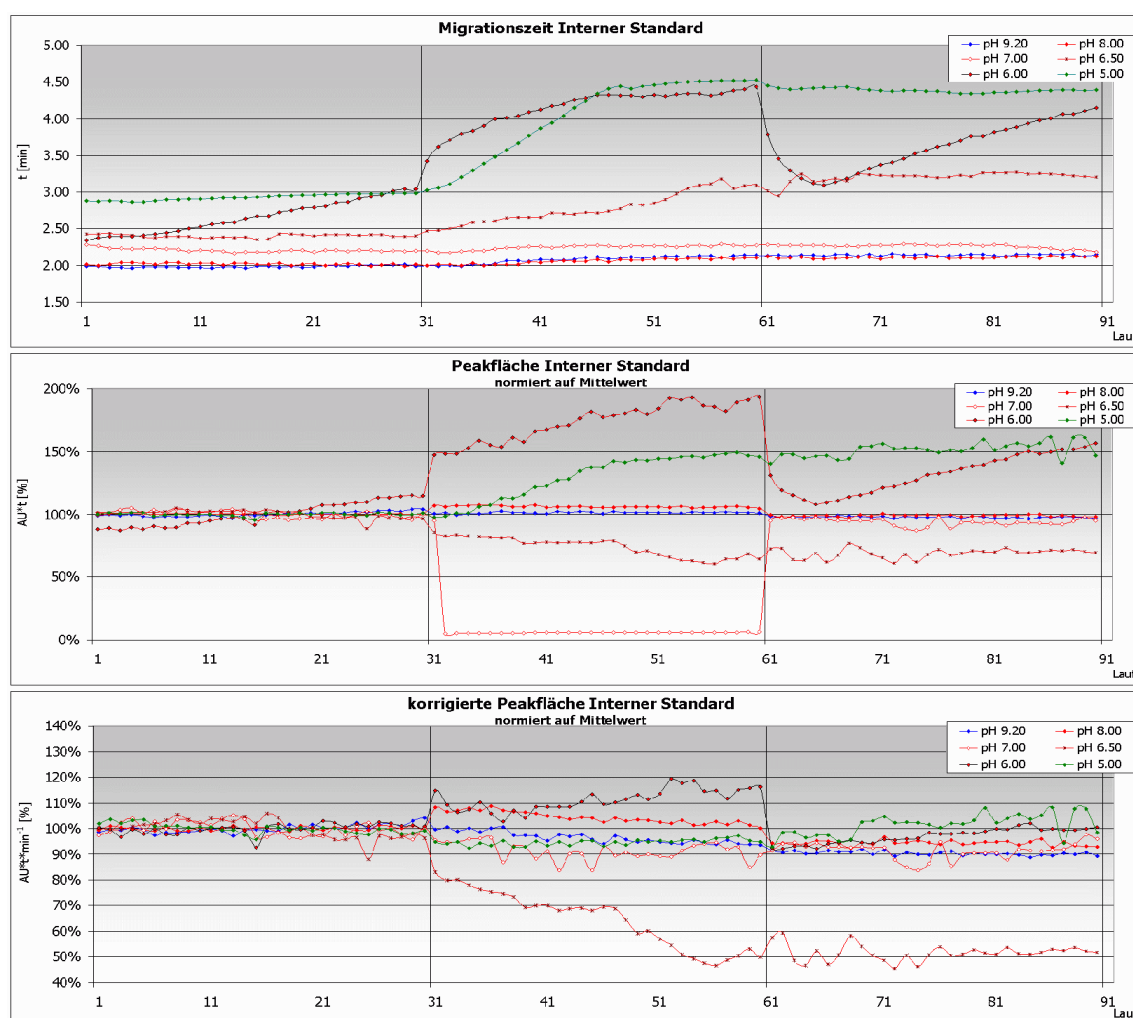 Migrationszeit Interner Standard
pH 9.20 pH 8.00
pH 7.00 pH 6.50
pH 6.00 pH 5.00
t [min]
5.00
4.50
4.00
3.50
3.00
2.50
2.00
1.50
1 11 21 31 41 51 61 71 81 91
Lauf
Peakfläche Interner Standard
normiert auf Mittelwert
pH 9.20 pH 8.00
pH 7.00 pH 6.50
pH 6.00 pH 5.00
AU*t [%]
200%
150%
100%
50%
0%
1 11 21 31 41 51 61 71 81 91
Lauf
korrigierte Peakfläche Interner Standard
normiert auf Mittelwert
pH 9.20 pH 8.00
pH 7.00 pH 6.50
pH 6.00 pH 5.00
AU*t*min⁻¹ [%]
140%
130%
120%
110%
100%
90%
80%
70%
60%
50%
40%
1 11 21 31 41 51 61 71 81 91
Lauf